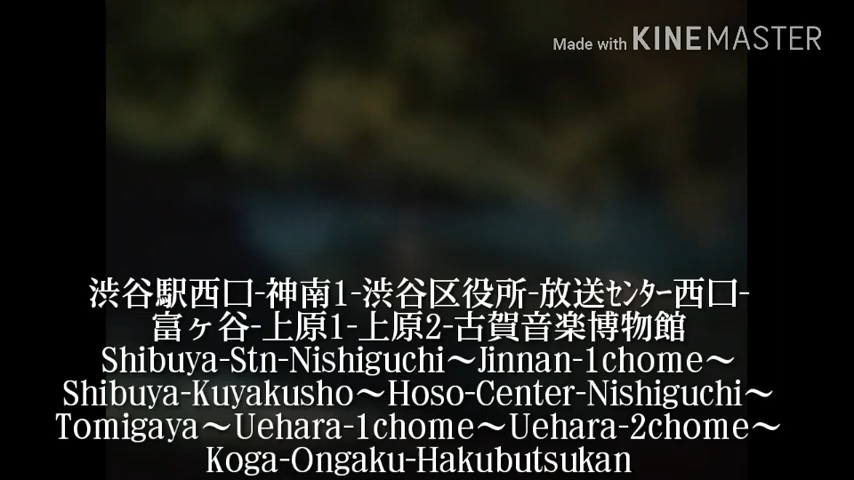 Made with KINEMASTER
渋谷駅西口-神南1-渋谷区役所-放送ｾﾝﾀｰ西口-
富ヶ谷-上原1-上原2-古賀音楽博物館
Shibuya-Stn-Nishiguchi～Jinnan-1chome～
Shibuya-Kuyakusho～Hoso-Center-Nishiguchi～
Tomigaya～Uehara-1chome～Uehara-2chome～
Koga-Ongaku-Hakubutsukan